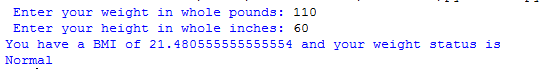 Enter your weight in whole pounds: 110
Enter your height in whole inches: 60
You have a BMI of 21.480555555555554 and your weight status is
Normal